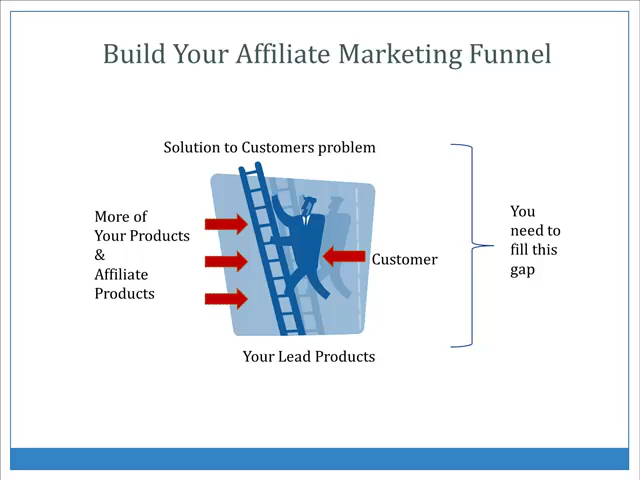 Build Your Affiliate Marketing Funnel
Solution to Customers problem
More of
Your Products
&
Affiliate
Products
Customer
You
need to
fill this
gap
Your Lead Products